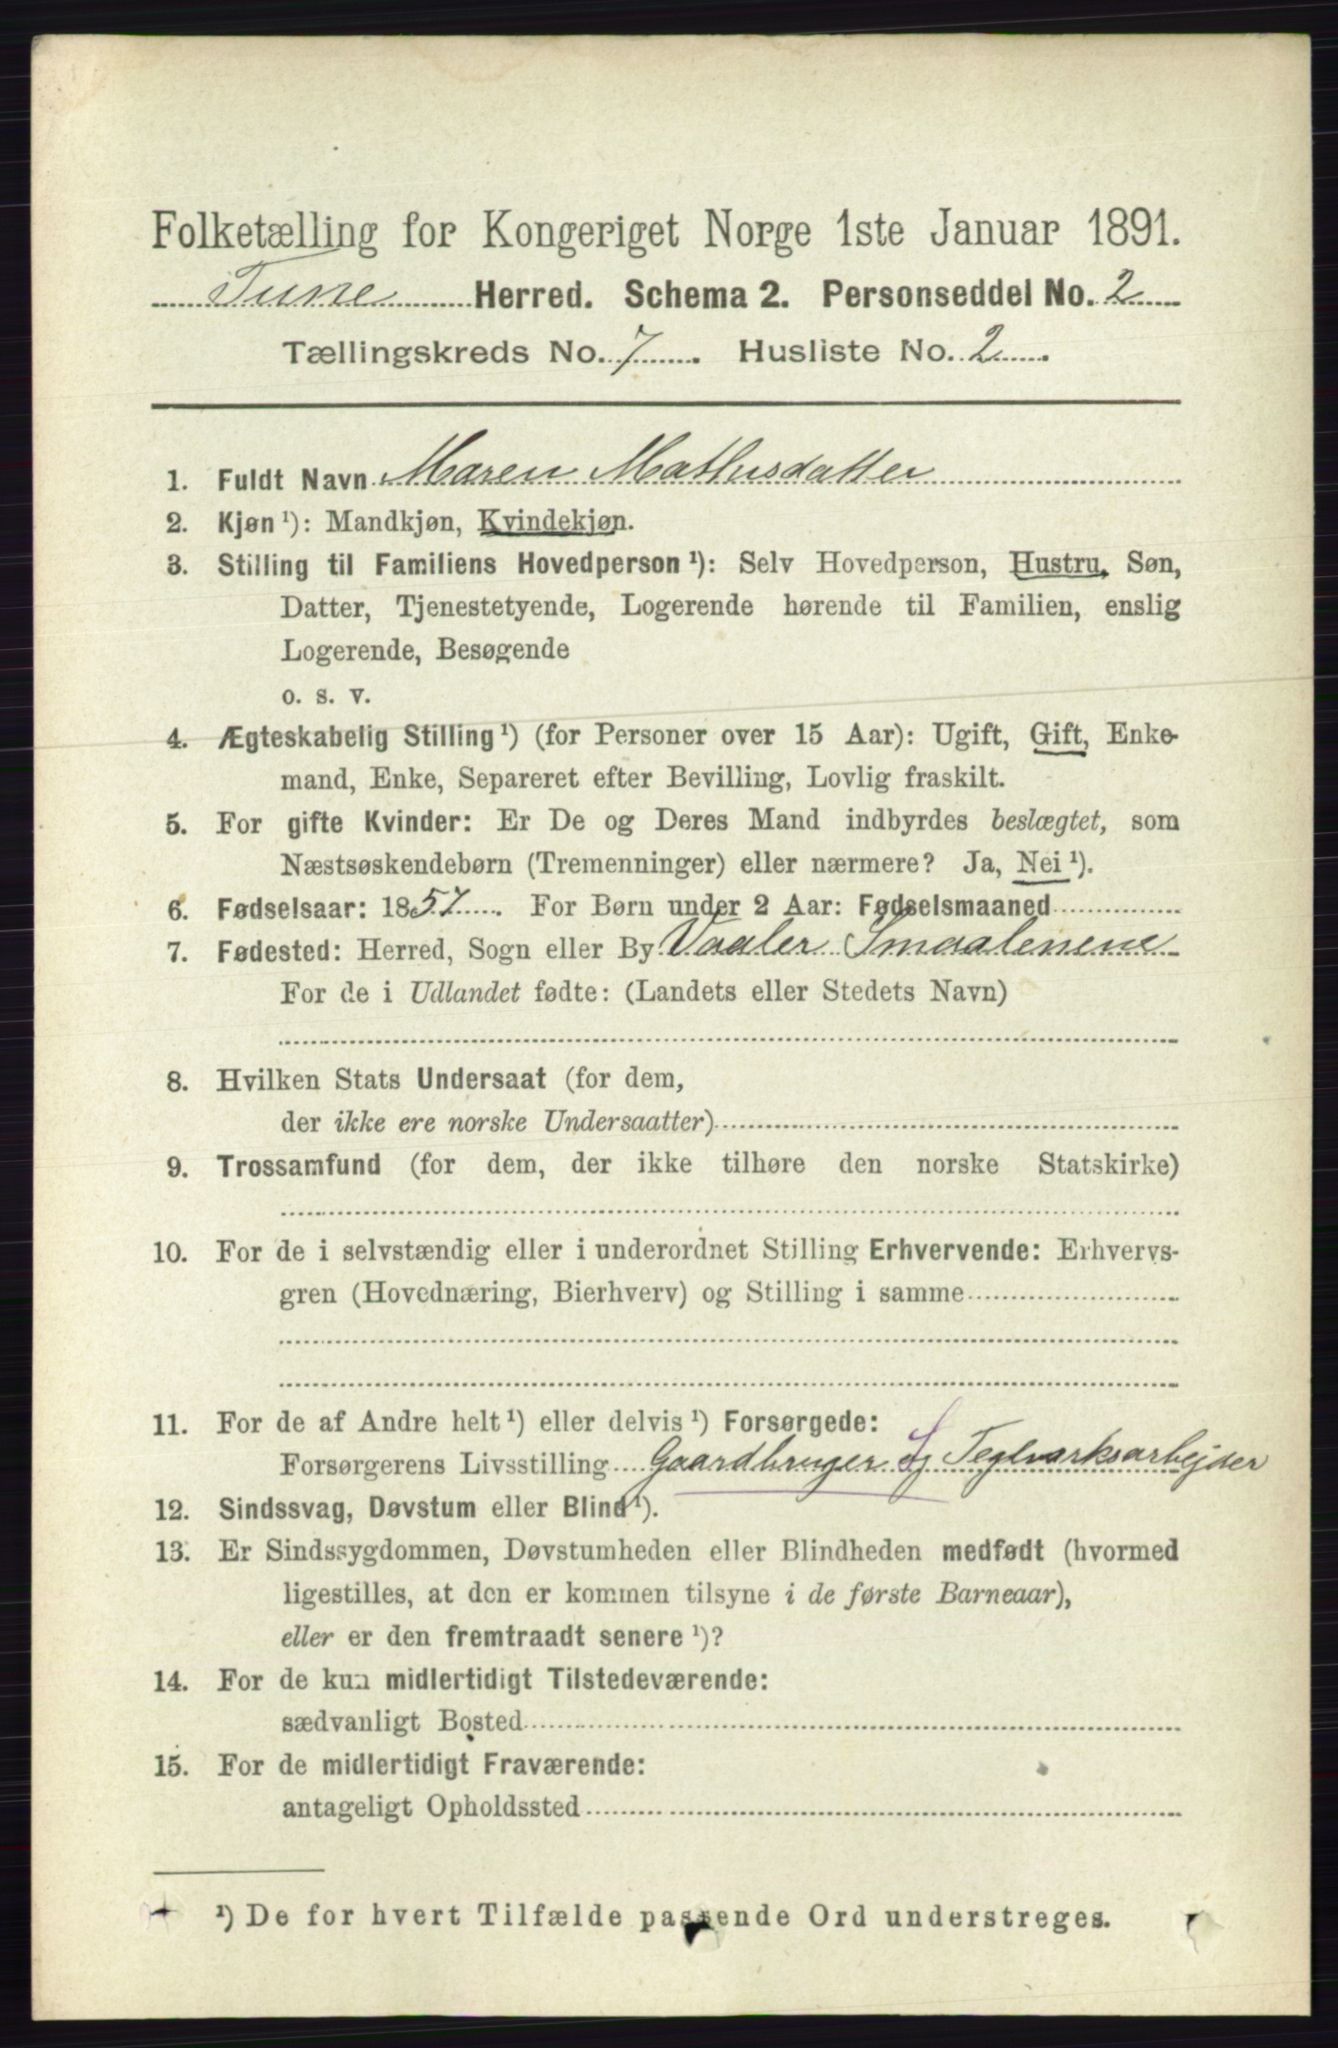 Folketælling for Kongeriget Norge 1ste Januar 1891.
Tune Herred. Schema 2. Personseddel No. 2
Tællingskreds No. 7. Husliste No. 2.
1. Fuldt Navn Maren Mathusdatter
2. Kjøn ¹): Mandkjøn, Kvindekjøn.
3. Stilling til Familiens Hovedperson ¹): Selv Hovedperson, Hustru, Søn,
Datter, Tjenestetyende, Logerende hørende til Familien, enslig
Logerende, Besøgende
o. s. v.
4. Ægteskabelig Stilling ¹) (for Personer over 15 Aar): Ugift, Gift, Enke-
mand, Enke, Separeret efter Bevilling, Lovlig fraskilt.
5. For gifte Kvinder: Er De og Deres Mand indbyrdes beslægtet, som
Næstsøskendebørn (Tremenninger) eller nærmere? Ja, Nei ¹).
6. Fødselsaar: 1857. For Børn under 2 Aar: Fødselsmaaned
7. Fødested: Herred, Sogn eller By Vaaler Smaalenene
For de i Udlandet fødte: (Landets eller Stedets Navn)
8. Hvilken Stats Undersaat (for dem,
der ikke ere norske Undersaatter)
9. Trossamfund (for dem, der ikke tilhøre den norske Statskirke)
10. For de i selvstændig eller i underordnet Stilling Erhvervende: Erhvervs-
gren (Hovednæring, Bierhverv) og Stilling i samme
11. For de af Andre helt ¹) eller delvis ¹) Forsørgede:
Forsørgerens Livsstilling Gaardbruger og Teglværksarbejder
12. Sindssvag, Døvstum eller Blind ¹).
13. Er Sindssygdommen, Døvstumheden eller Blindheden medfødt (hvormed
ligestilles, at den er kommen tilsyne i de første Barneaar),
eller er den fremtraadt senere ¹)?
14. For de kun midlertidigt Tilstedeværende:
sædvanligt Bosted
15. For de midlertidigt Fraværende:
antageligt Opholdssted
¹) De for hvert Tilfælde passende Ord understreges.